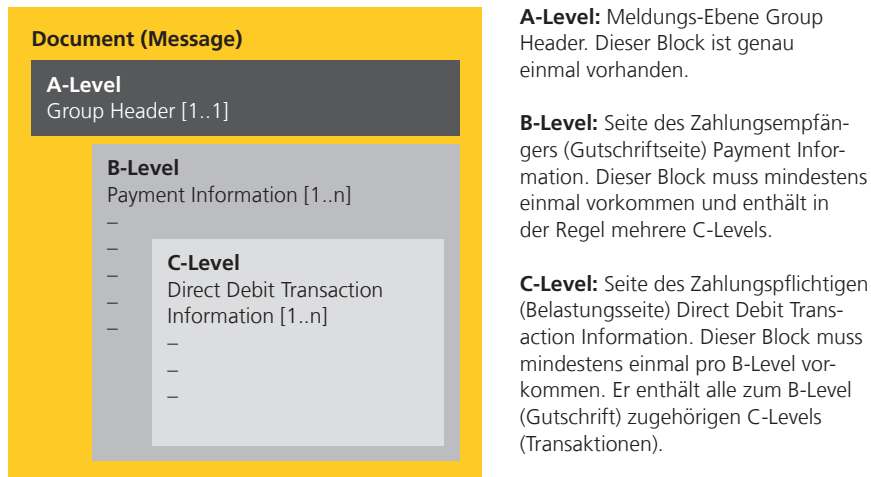 Document (Message)
A-Level
Group Header [1..1]
B-Level
Payment Information [1..n]
–
–
–
–
–
C-Level
Direct Debit Transaction
Information [1..n]
–
–
–
A-Level: Meldungs-Ebene Group
Header. Dieser Block ist genau
einmal vorhanden.
B-Level: Seite des Zahlungsempfän-
gers (Gutschriftseite) Payment Infor-
mation. Dieser Block muss mindestens
einmal vorkommen und enthält in
der Regel mehrere C-Levels.
C-Level: Seite des Zahlungspflichtigen
(Belastungsseite) Direct Debit Trans-
action Information. Dieser Block muss
mindestens einmal pro B-Level vor-
kommen. Er enthält alle zum B-Level
(Gutschrift) zugehörigen C-Levels
(Transaktionen).